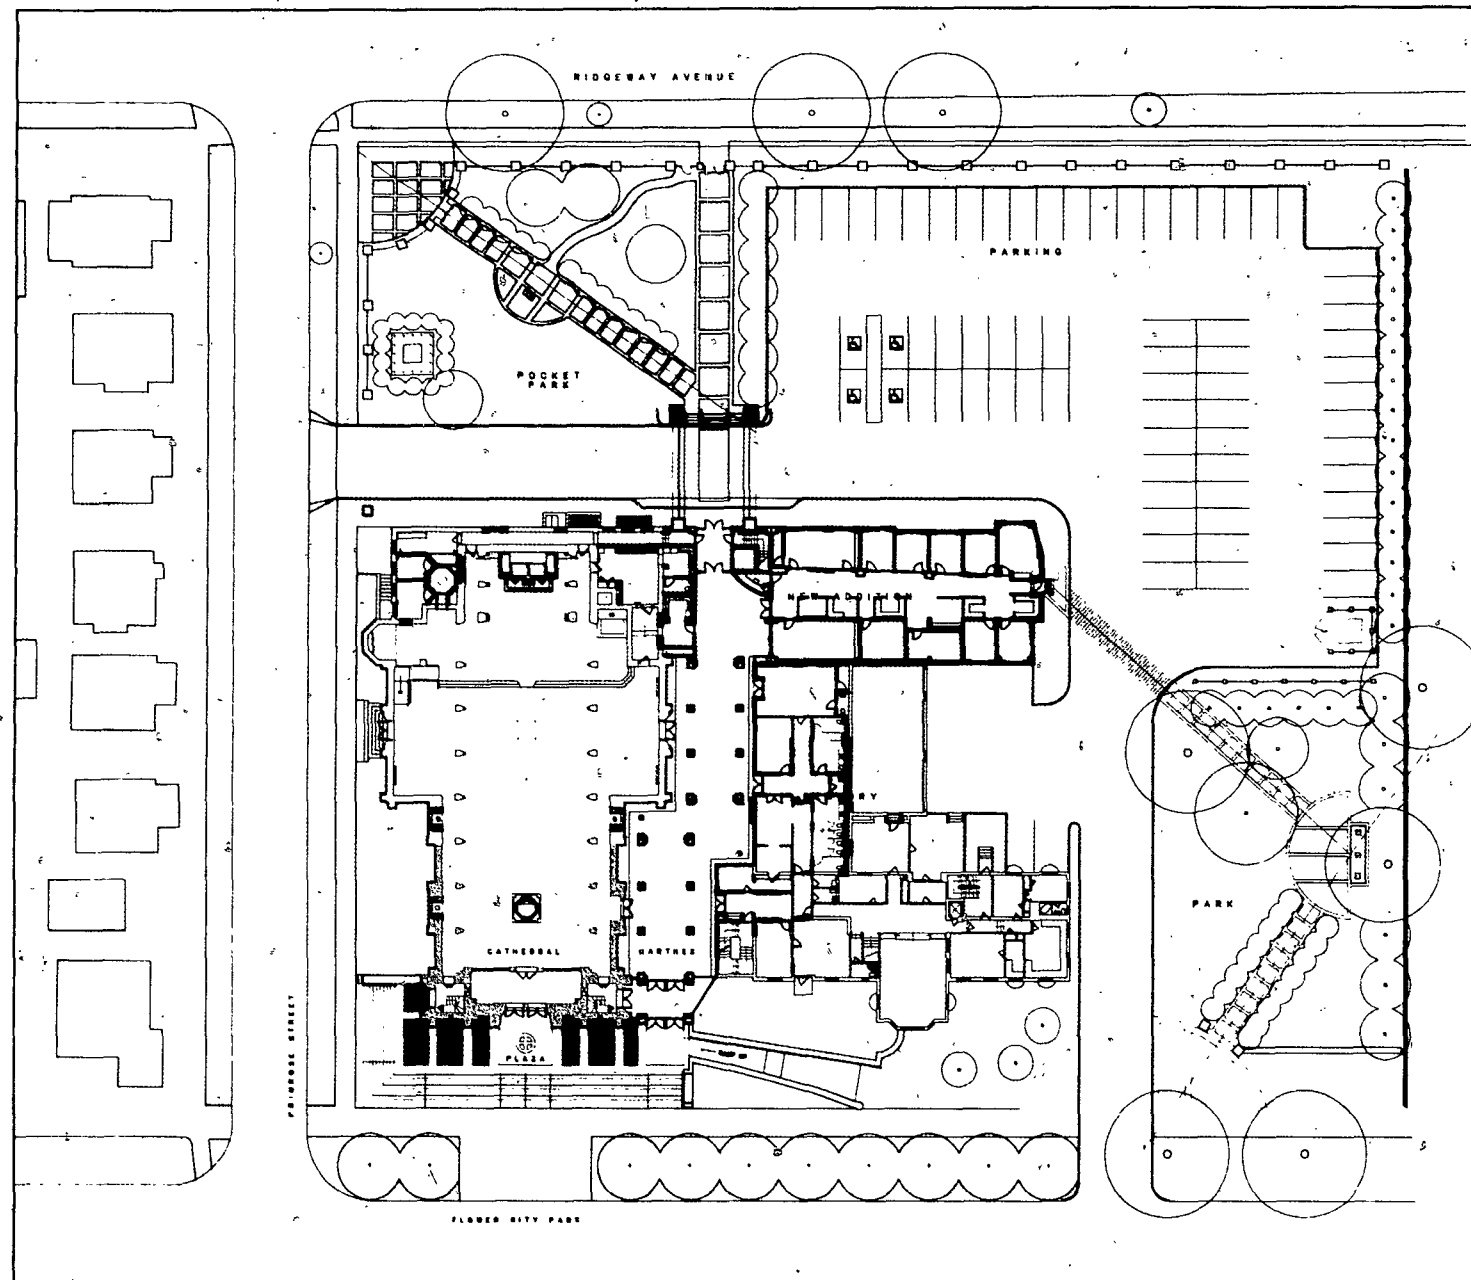 RIDGEWAY AVENUE
PARKING
POCKET
PARK
NEW ADDITION
PARK
CATHEDRAL
NARTHEX
PRIMROSE STREET
PLAZA
FLOWER CITY PARK